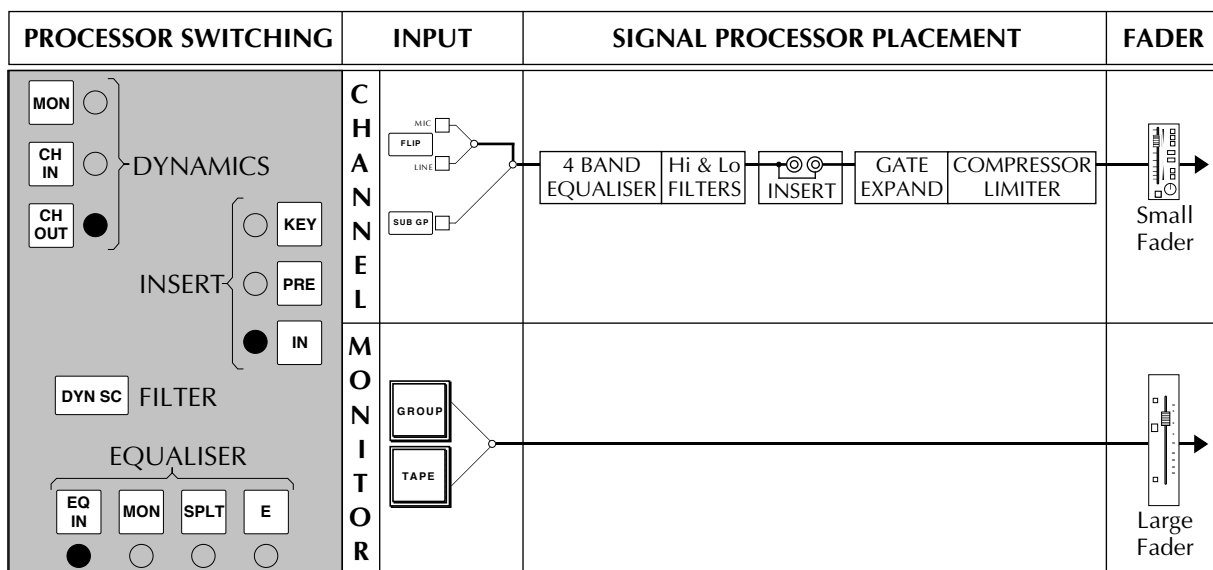 PROCESSOR SWITCHING
INPUT
SIGNAL PROCESSOR PLACEMENT
FADER
MON
CH
IN
CH
OUT
DYNAMICS
KEY
PRE
IN
INSERT
DYN SC
FILTER
EQUALISER
EQ
IN
MON
SPLT
E
CHANNEL
MIC
FLIP
LINE
SUB GP
4 BAND
EQUALISER
Hi & Lo
FILTERS
INSERT
GATE
EXPAND
COMPRESSOR
LIMITER
Small
Fader
MONITOR
GROUP
TAPE
Large
Fader